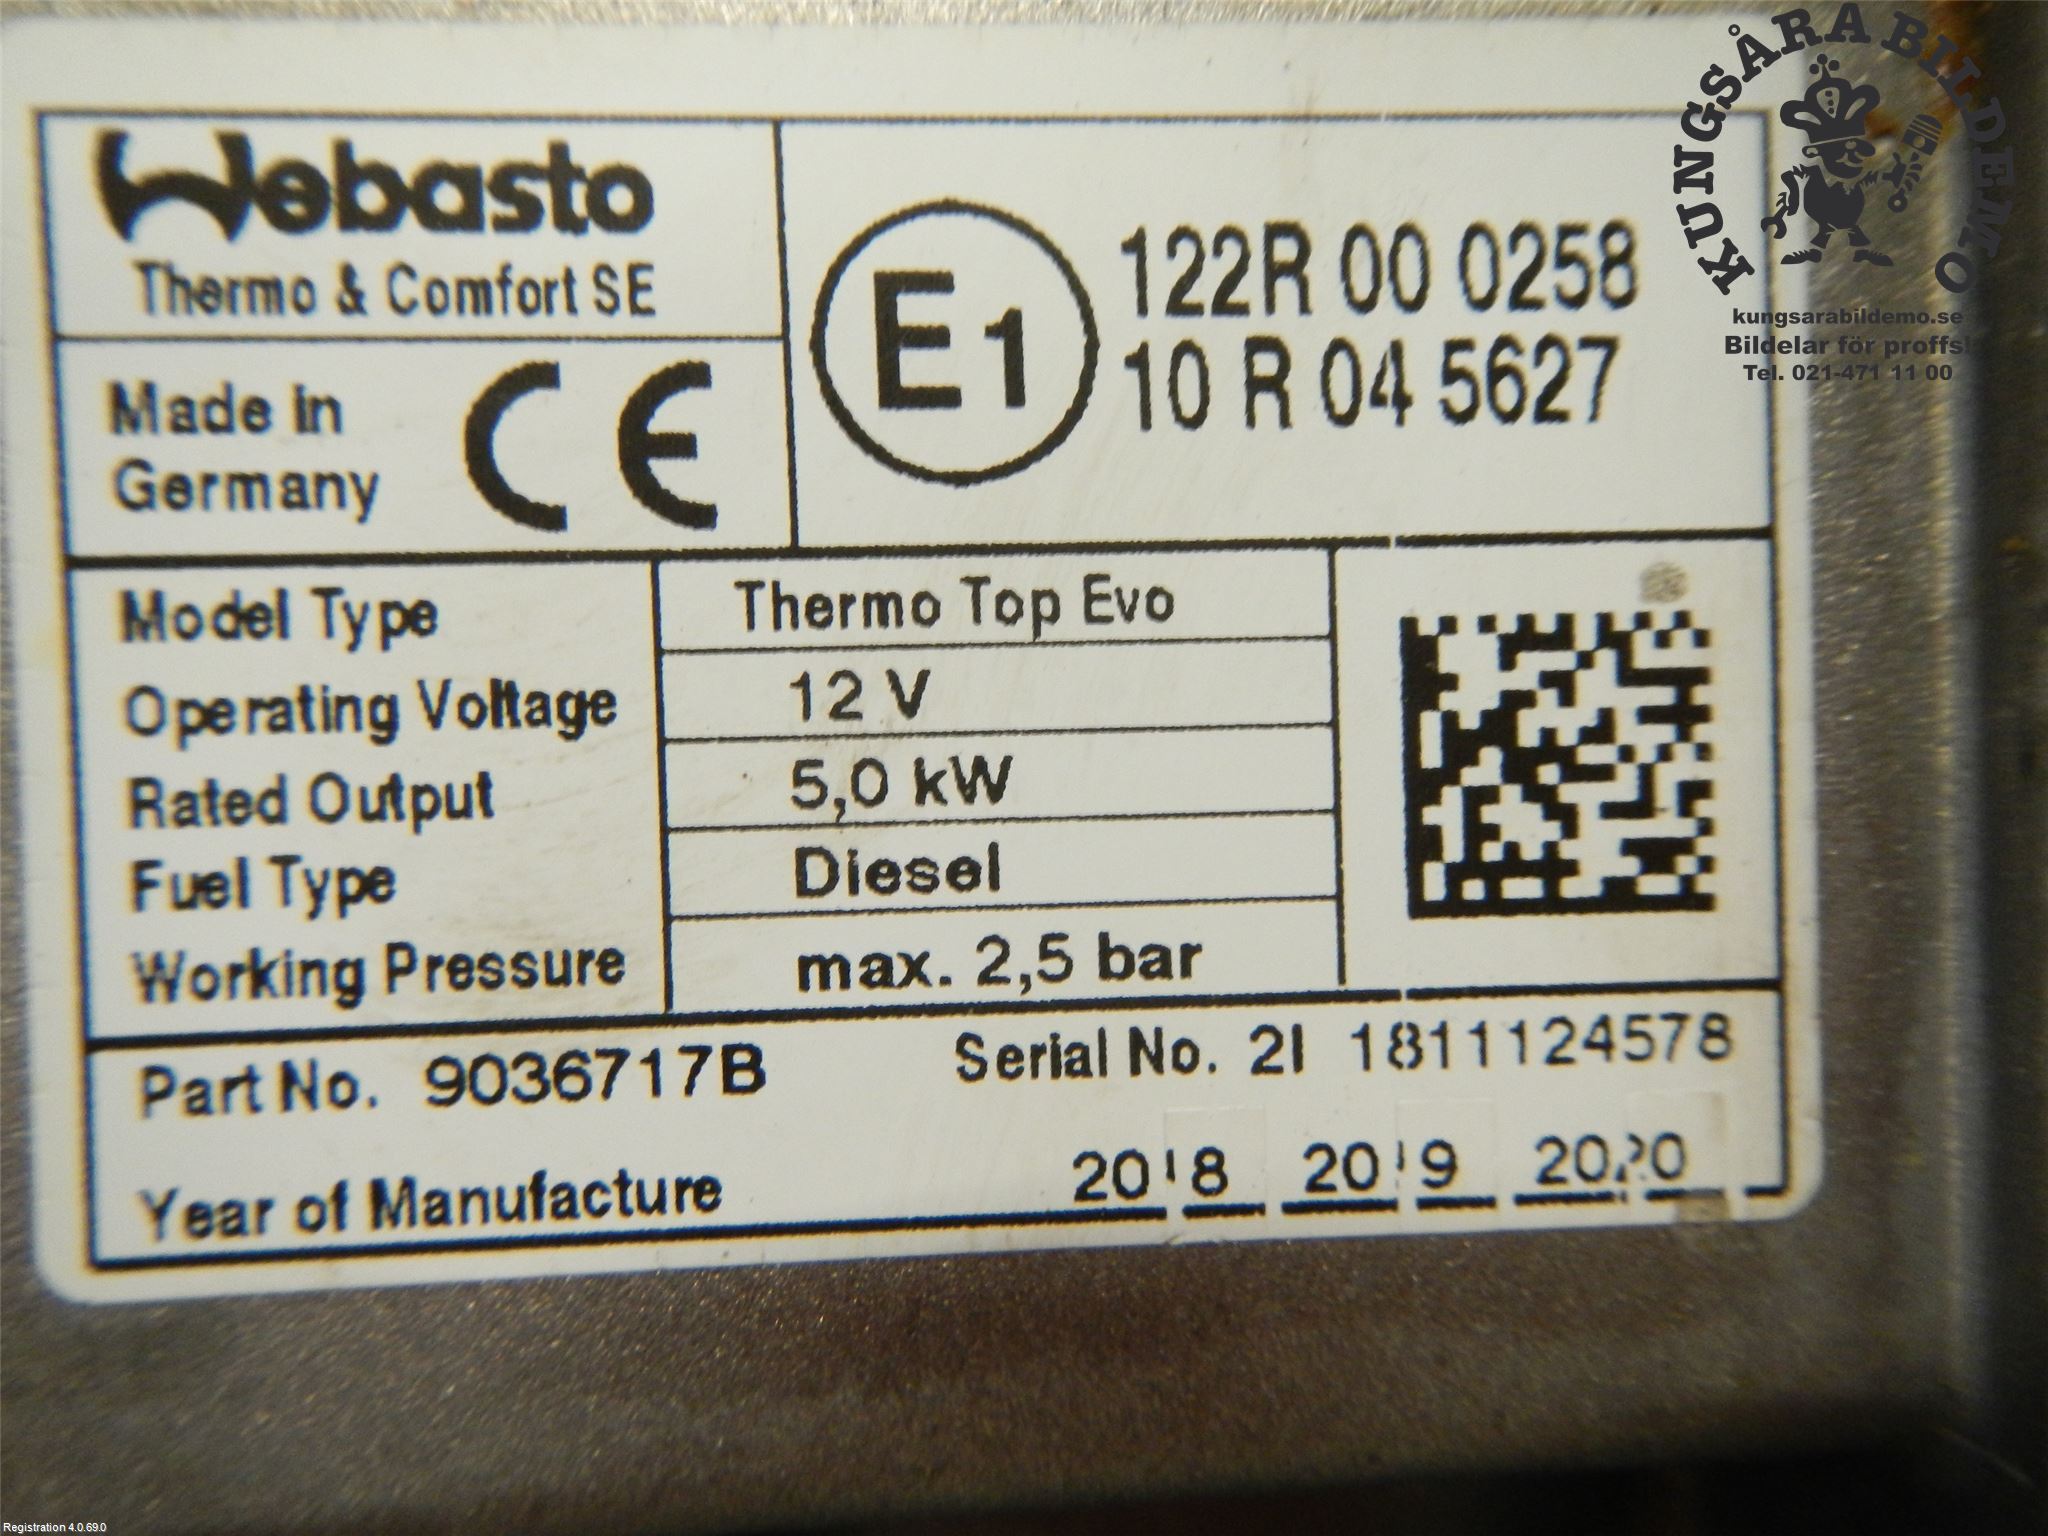 Webasto
Thermo & Comfort SE
Made in
Germany
CE
E1
122R 00 0258
10 R 04 5627
Model Type Thermo Top Evo
Operating Voltage 12 V
Rated Output 5,0 kW
Fuel Type Diesel
Working Pressure max. 2,5 bar
Part No. 9036717B Serial No. 2I 1811124578
Year of Manufacture 2018 2019 2020
KUNGSÅRA BILDEMO
kungsarabildemo.se
Bildelar för proffs!
Tel. 021-471 11 00
Registration 4.0.69.0